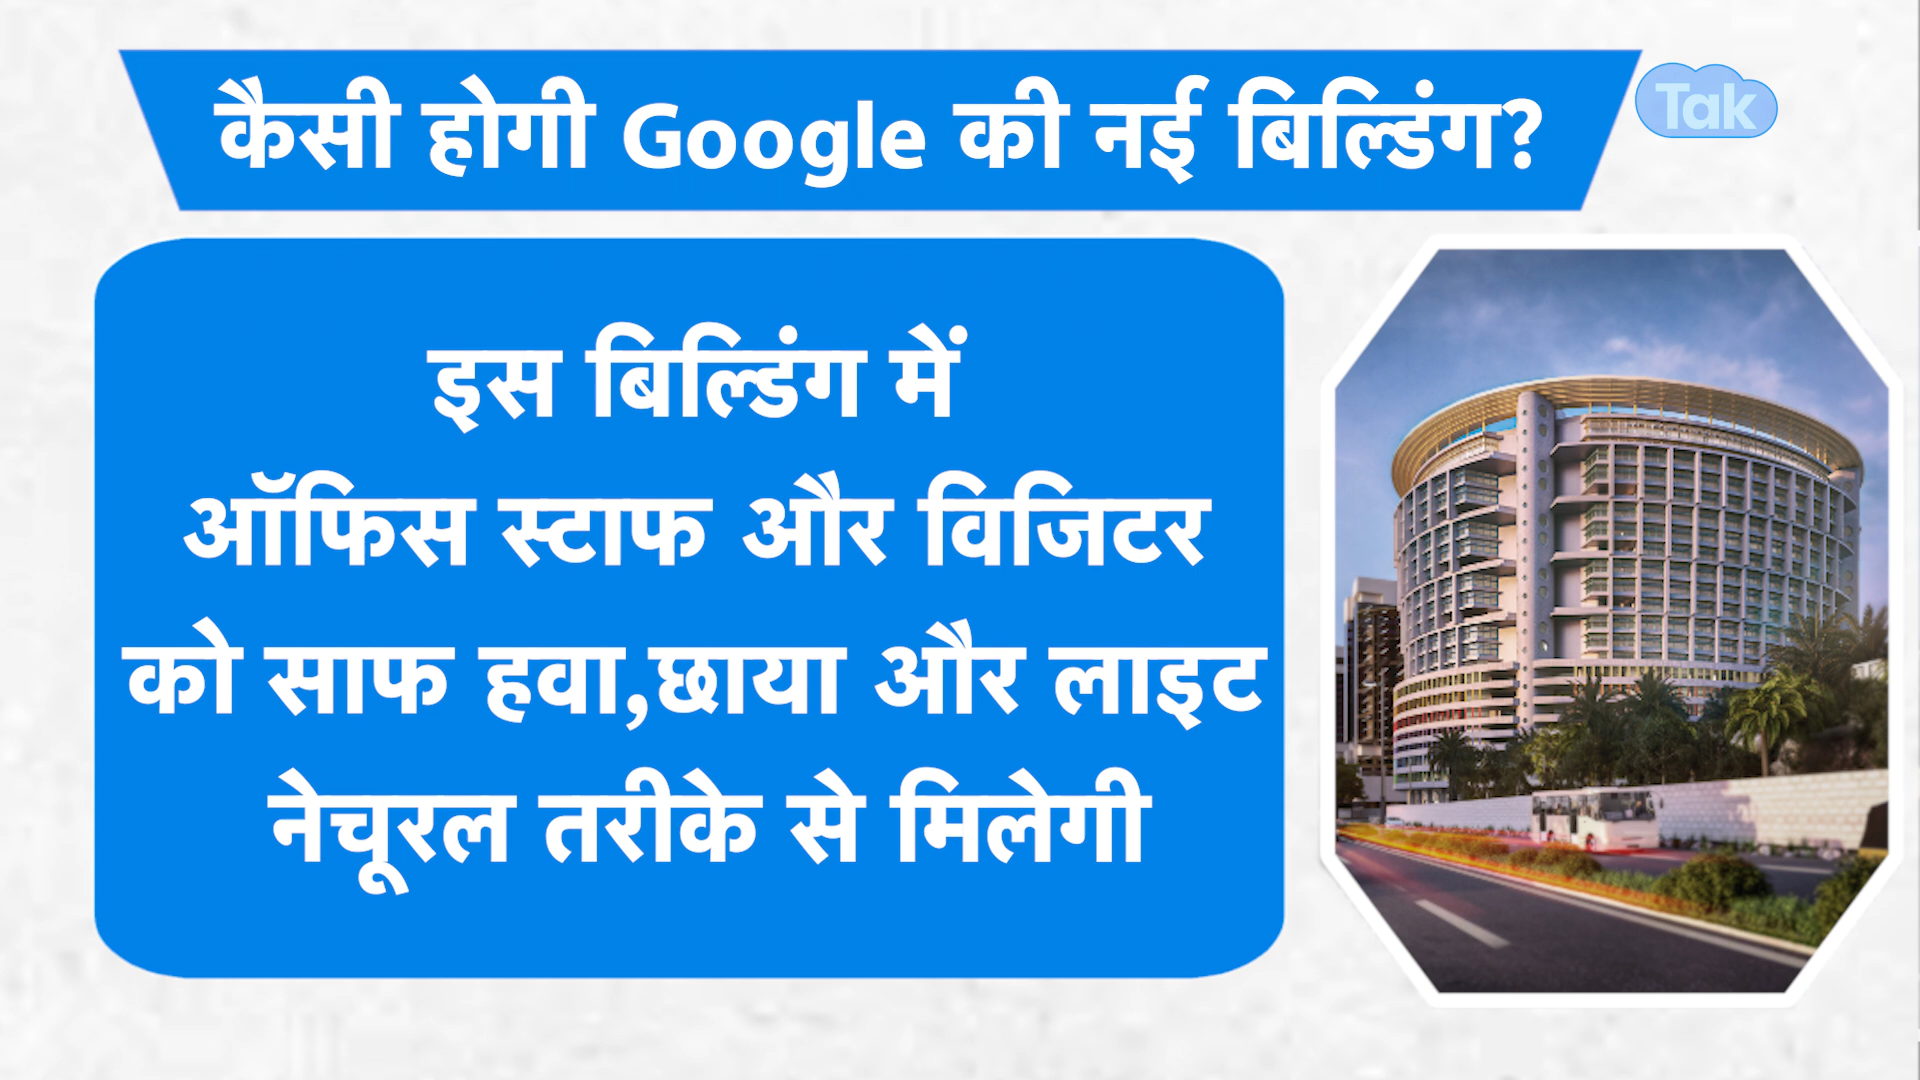 कैसी होगी Google की नई बिल्डिंग?
Tak
इस बिल्डिंग में
ऑफिस स्टाफ और विजिटर
को साफ हवा,छाया और लाइट
नेचूरल तरीके से मिलेगी